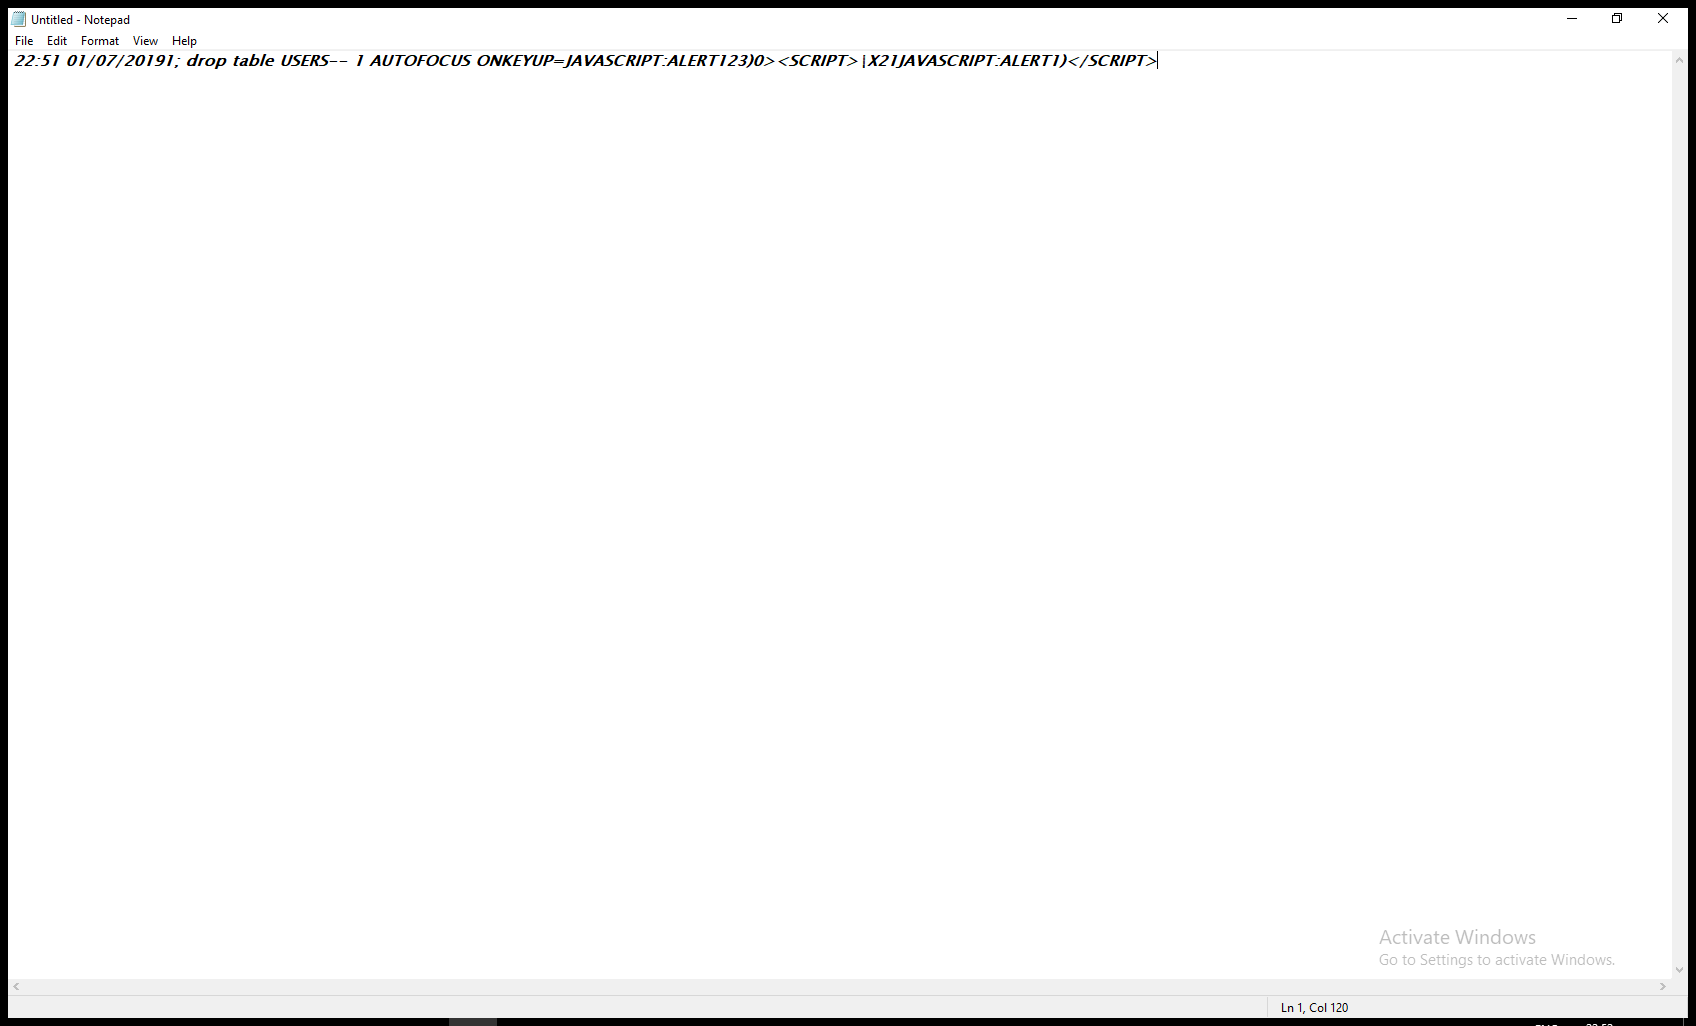 Untitled - Notepad
File Edit Format View Help
22:51 01/07/20191; drop table USERS-- 1 AUTOFOCUS ONKEYUP=JAVASCRIPT:ALERT123)0><SCRIPT>|X21JAVASCRIPT:ALERT1)</SCRIPT>
Activate Windows
Go to Settings to activate Windows.
Ln 1, Col 120